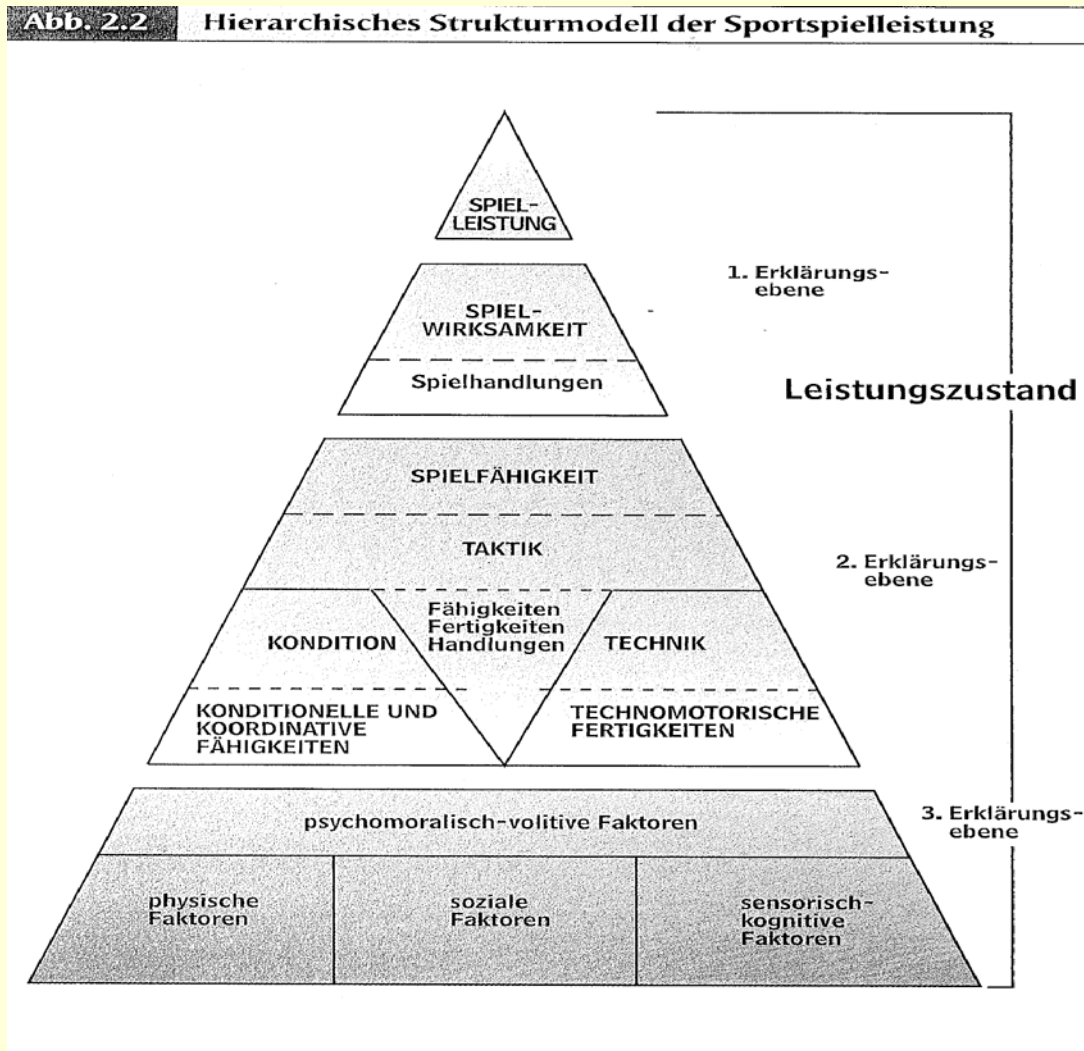 Abb. 2.2 Hierarchisches Strukturmodell der Sportspielleistung
SPIEL-
LEISTUNG
1. Erklärungs-
ebene
SPIEL-
WIRKSAMKEIT
Spielhandlungen
Leistungszustand
SPIELFÄHIGKEIT
TAKTIK
2. Erklärungs-
ebene
Fähigkeiten
Fertigkeiten
Handlungen
KONDITION
TECHNIK
KONDITIONELLE UND
KOORDINATIVE
FÄHIGKEITEN
TECHNOMOTORISCHE
FERTIGKEITEN
3. Erklärungs-
ebene
psychomoralisch-volitive Faktoren
physische
Faktoren
soziale
Faktoren
sensorisch-
kognitive
Faktoren